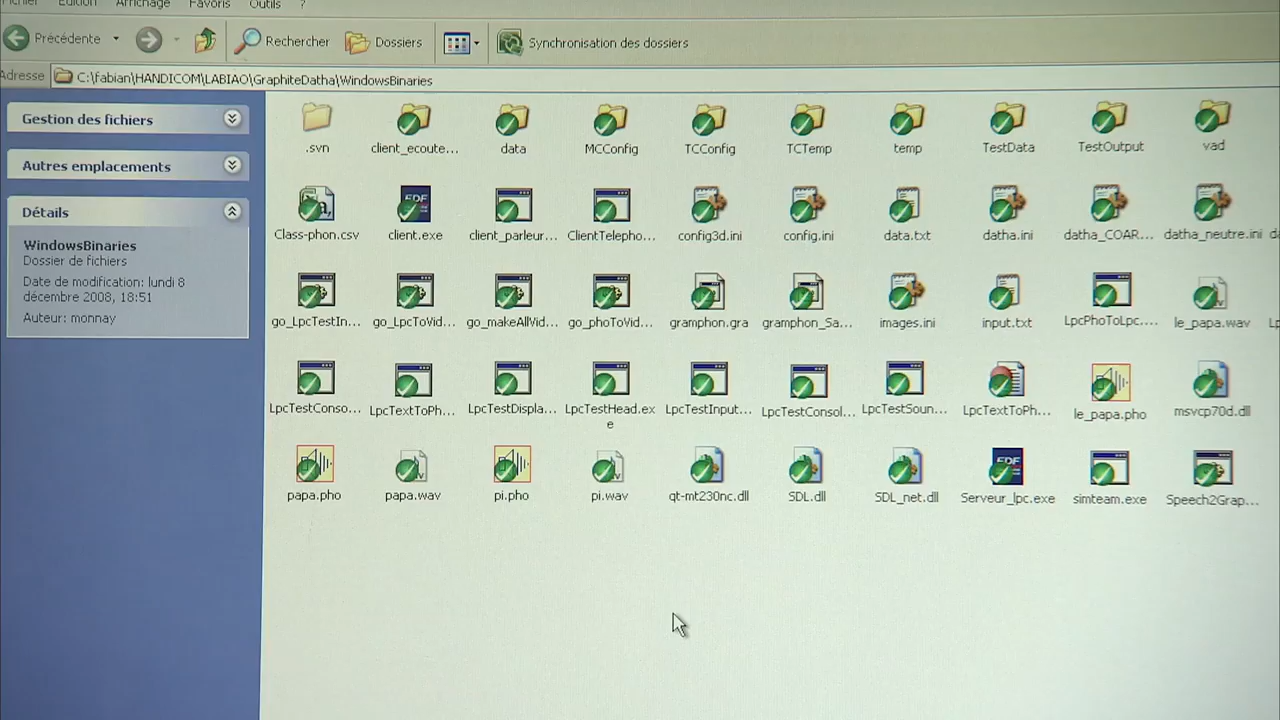 Fichier Edition Affichage Favoris Outils ?
Précédente Rechercher Dossiers Synchronisation des dossiers
Adresse C:\fabian\HANDICOM\LABIAO\GraphiteDatha\WindowsBinaries
Gestion des fichiers
Autres emplacements
Détails
WindowsBinaries
Dossier de fichiers
Date de modification: lundi 8
décembre 2008, 18:51
Auteur: monnay
.svn client_ecoute... data MCConfig TCConfig TCTemp temp TestData TestOutput vad
Class-phon.csv client.exe client_parleur... ClientTelepho... config3d.ini config.ini data.txt datha.ini datha_COAR... datha_neutre.ini
go_LpcTestIn... go_LpcToVid... go_makeAllVid... go_phoToVid... gramphon.gra gramphon_Sa... images.ini input.txt LpcPhoToLpc.... le_papa.wav
LpcTestConso... LpcTextToPh... LpcTestDispla... LpcTestHead.ex
e LpcTestInput... LpcTestConsol... LpcTestSoun... LpcTextToPh... le_papa.pho msvcp70d.dll
papa.pho papa.wav pi.pho pi.wav qt-mt230nc.dll SDL.dll SDL_net.dll Serveur_lpc.exe simteam.exe Speech2Grap...